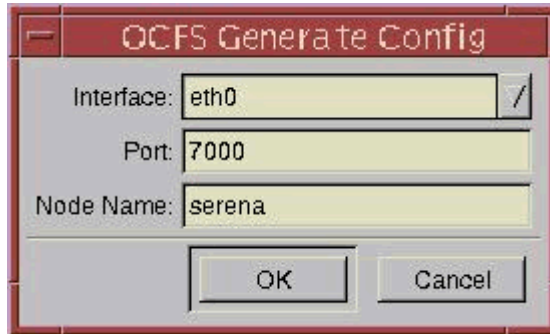 OCFS Generate Config
Interface: eth0
Port: 7000
Node Name: serena
OK Cancel